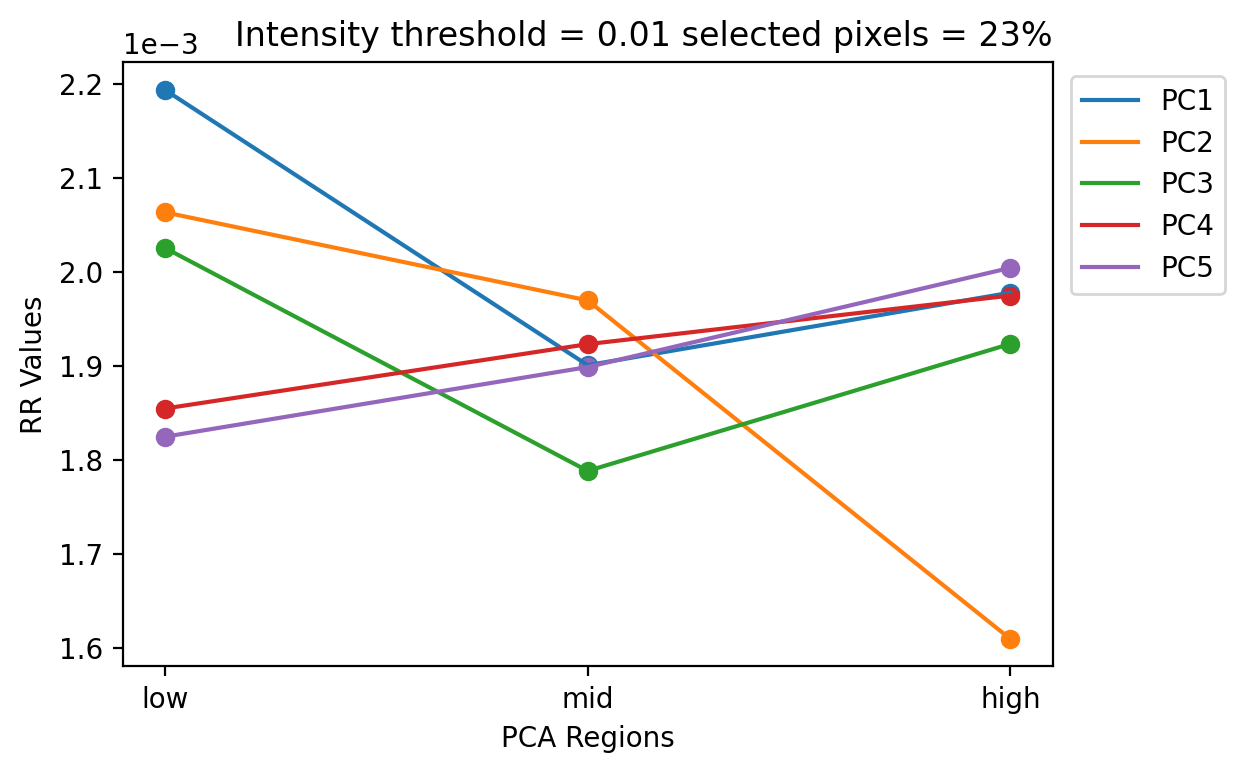 Intensity threshold = 0.01 selected pixels = 23%
1e−3
2.2
2.1
2.0
1.9
1.8
1.7
1.6
RR Values
low
mid
high
PCA Regions
PC1
PC2
PC3
PC4
PC5